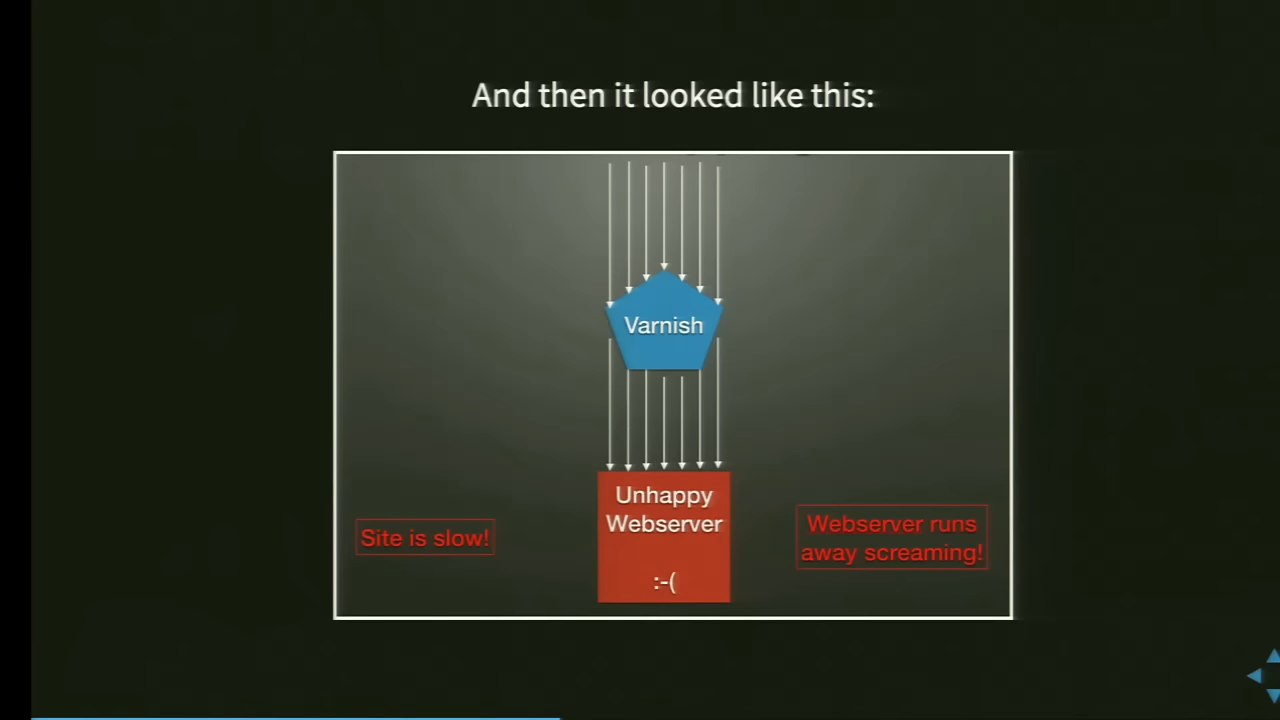 And then it looked like this:
Varnish
Unhappy
Webserver
:-(
Site is slow!
Webserver runs
away screaming!